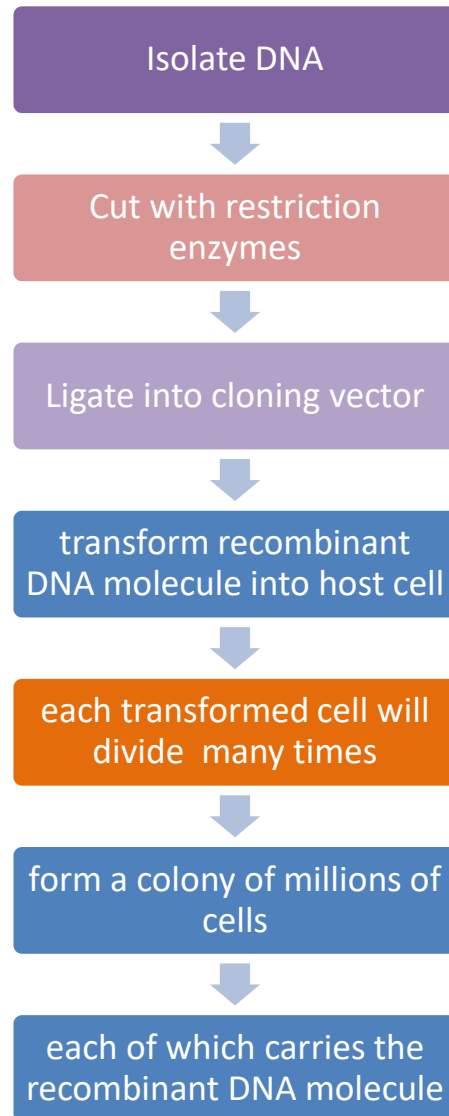 Isolate DNA
Cut with restriction
enzymes
Ligate into cloning vector
transform recombinant
DNA molecule into host cell
each transformed cell will
divide  many times
form a colony of millions of
cells
each of which carries the
recombinant DNA molecule